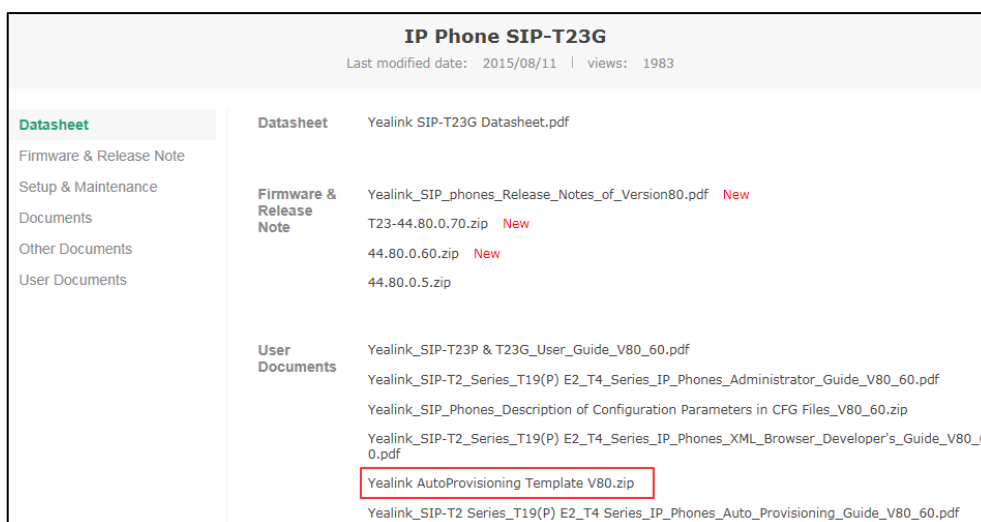 IP Phone SIP-T23G
Last modified date: 2015/08/11 | views: 1983
Datasheet
Firmware & Release Note
Setup & Maintenance
Documents
Other Documents
User Documents
Datasheet
Yealink SIP-T23G Datasheet.pdf
Firmware &
Release
Note
Yealink_SIP_phones_Release_Notes_of_Version80.pdf New
T23-44.80.0.70.zip New
44.80.0.60.zip New
44.80.0.5.zip
User
Documents
Yealink_SIP-T23P & T23G_User_Guide_V80_60.pdf
Yealink_SIP-T2_Series_T19(P) E2_T4_Series_IP_Phones_Administrator_Guide_V80_60.pdf
Yealink_SIP_Phones_Description of Configuration Parameters in CFG Files_V80_60.zip
Yealink_SIP-T2_Series_T19(P) E2_T4_Series_IP_Phones_XML_Browser_Developer's_Guide_V80_
0.pdf
Yealink AutoProvisioning Template V80.zip
Yealink_SIP-T2 Series_T19(P) E2_T4 Series_IP_Phones_Auto_Provisioning_Guide_V80_60.pdf